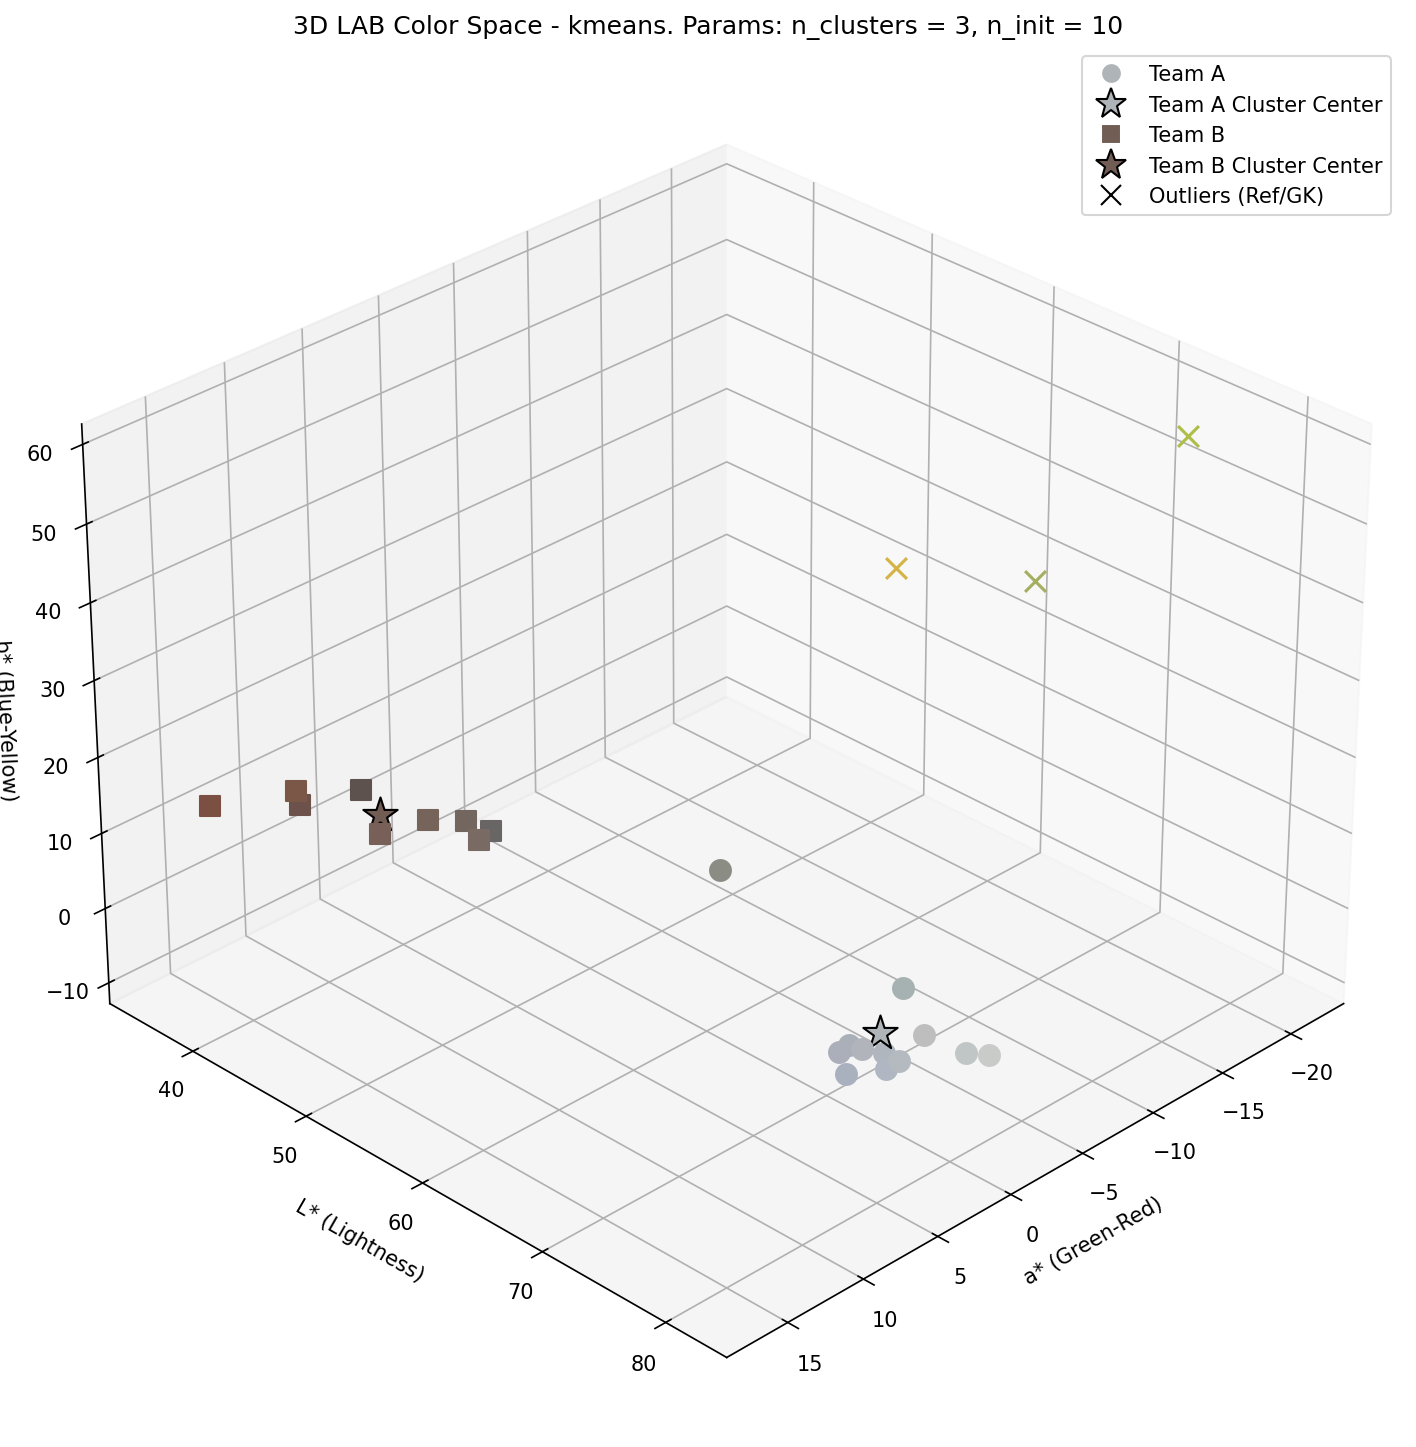 3D LAB Color Space - kmeans. Params: n_clusters = 3, n_init = 10
Team A
Team A Cluster Center
Team B
Team B Cluster Center
Outliers (Ref/GK)
60
50
40
30
20
10
0
−10
b* (Blue-Yellow)
40
50
60
70
80
L* (Lightness)
−20
−15
−10
−5
0
5
10
15
a* (Green-Red)